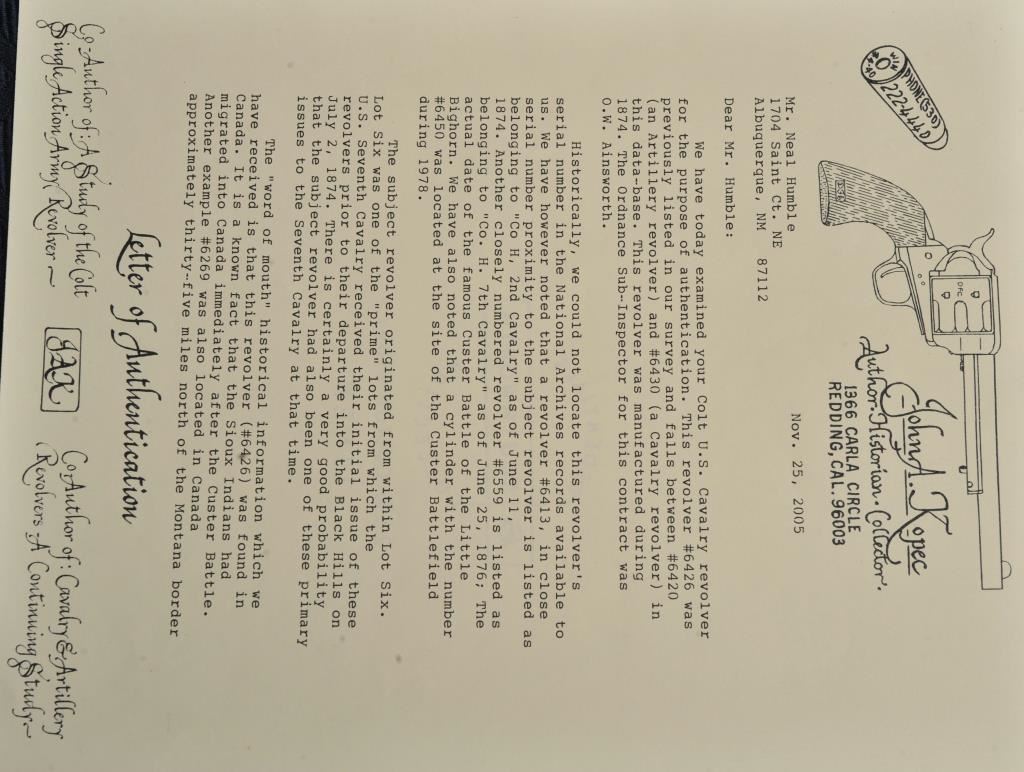 PHONE(530)
222-4440
W/W
.30-40
DFC
John A. Kopec
Author · Historian · Collector ·
1366 CARLA CIRCLE
REDDING, CAL. 96003
Nov. 25, 2005
Mr. Neal Humble
1704 Saint Ct. NE
Albuquerque, NM 87112
Dear Mr. Humble:
We have today examined your Colt U.S. Cavalry revolver
for the purpose of authentication. This revolver #6426 was
previously listed in our survey and falls between #6420
(an Artillery revolver) and #6430 (a Cavalry revolver) in
this data-base. This revolver was manufactured during
1874. The Ordnance Sub-Inspector for this contract was
O.W. Ainsworth.
Historically, we could not locate this revolver's
serial number in the National Archives records available to
us. We have however noted that a revolver #6413, in close
serial number proximity to the subject revolver is listed as
belonging to "Co H, 2nd Cavalry" as of June 11,
1874. Another closely numbered revolver #6559 is listed as
belonging to "Co. H. 7th Cavalry" as of June 25, 1876; The
actual date of the famous Custer Battle of the Little
Bighorn. We have also noted that a cylinder with the number
#6450 was located at the site of the Custer Battlefield
during 1978.
The subject revolver originated from within Lot Six.
Lot Six was one of the "prime" lots from which the
U.S. Seventh Cavalry received their initial issue of these
revolvers prior to their departure into the Black Hills on
July 2, 1874. There is certainly a very good probability
that the subject revolver had also been one of these primary
issues to the Seventh Cavalry at that time.
The "word of mouth" historical information which we
have received is that this revolver (#6426) was found in
Canada. It is a known fact that the Sioux Indians had
migrated into Canada immediately after the Custer Battle.
Another example #6269 was also located in Canada
approximately thirty-five miles north of the Montana border
Letter of Authentication
Co-Author of: A Study of the Colt
Single Action Army Revolver ~
JAK
Co-Author of: Cavalry & Artillery
Revolvers - A Continuing Study ~